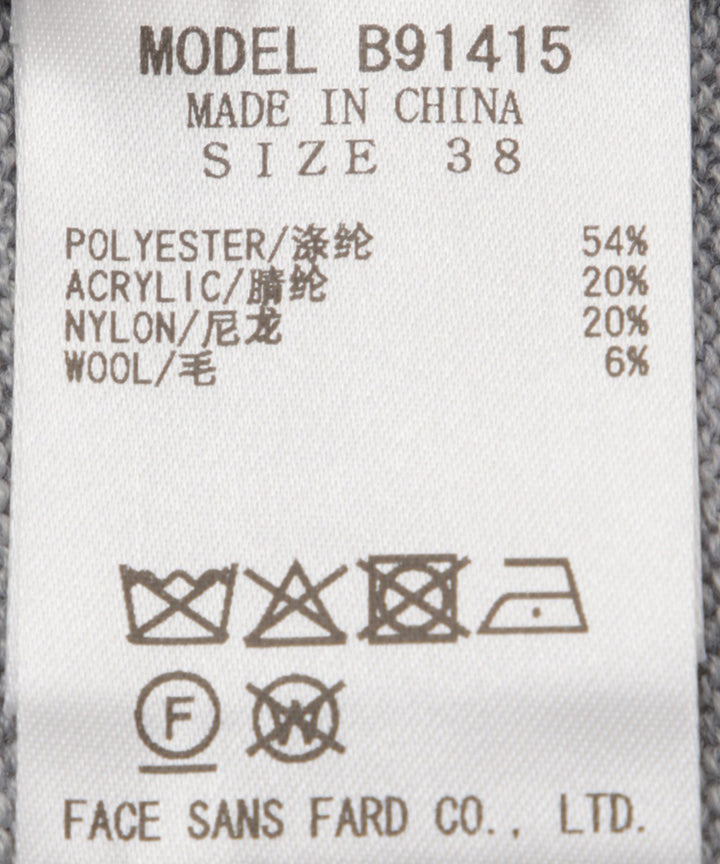 MODEL B91415
MADE IN CHINA
SIZE 38
POLYESTER/涤纶 54%
ACRYLIC/腈纶 20%
NYLON/尼龙 20%
WOOL/毛 6%
F W
FACE SANS FARD CO., LTD.